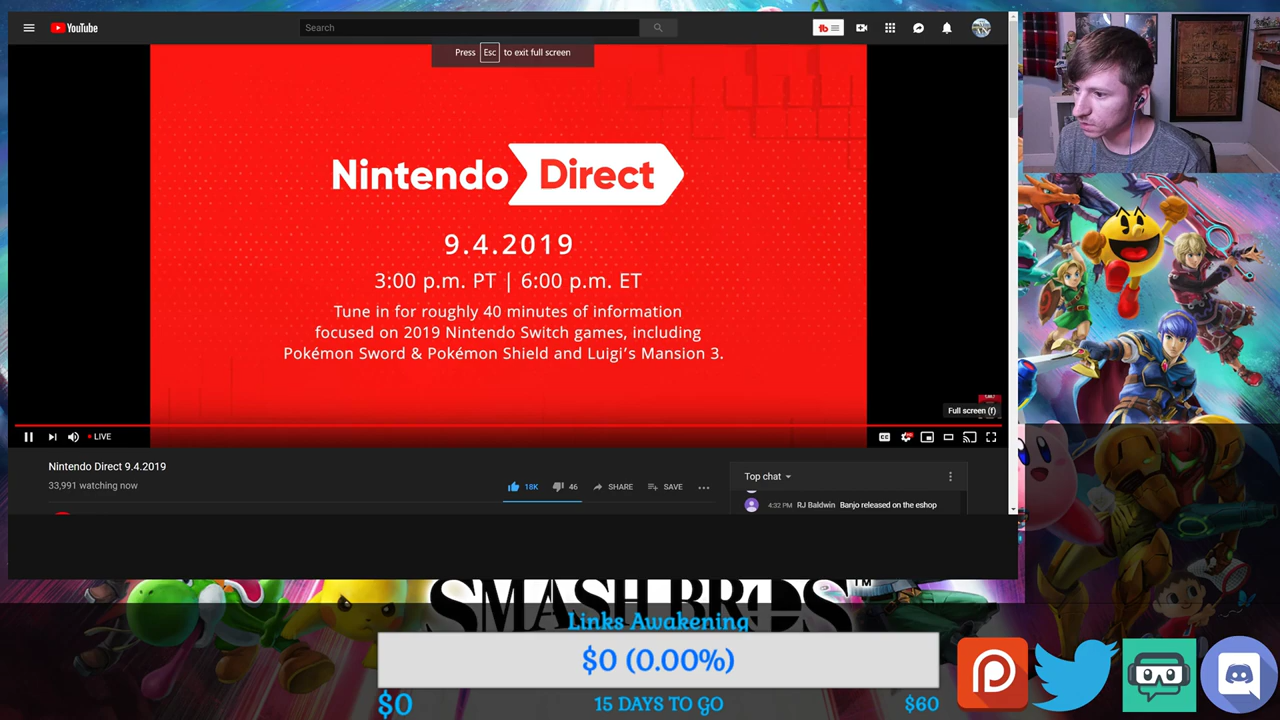 YouTube
Search
Press Esc to exit full screen
Nintendo Direct
9.4.2019
3:00 p.m. PT | 6:00 p.m. ET
Tune in for roughly 40 minutes of information
focused on 2019 Nintendo Switch games, including
Pokémon Sword & Pokémon Shield and Luigi's Mansion 3.
Full screen (f)
LIVE
CC
Nintendo Direct 9.4.2019
33,991 watching now
18K
46
SHARE
SAVE
Top chat
4:32 PM RJ Baldwin Banjo released on the eshop
SMASH BROS™
Links Awakening
$0 (0.00%)
$0
15 DAYS TO GO
$60